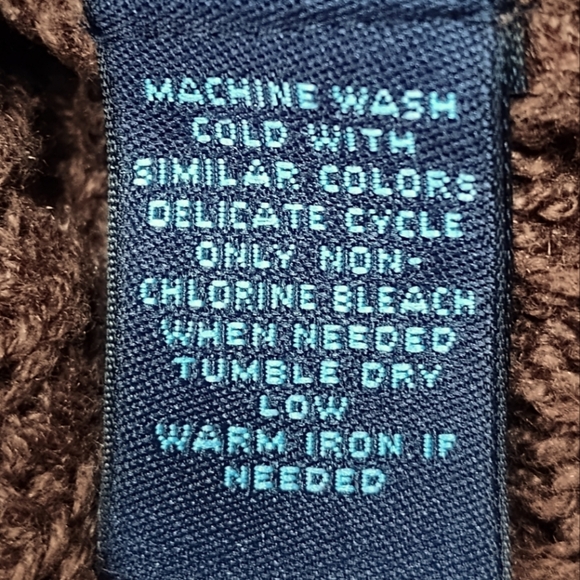 MACHINE WASH
COLD WITH
SIMILAR COLORS
DELICATE CYCLE
ONLY NON-
CHLORINE BLEACH
WHEN NEEDED
TUMBLE DRY
LOW
WARM IRON IF
NEEDED